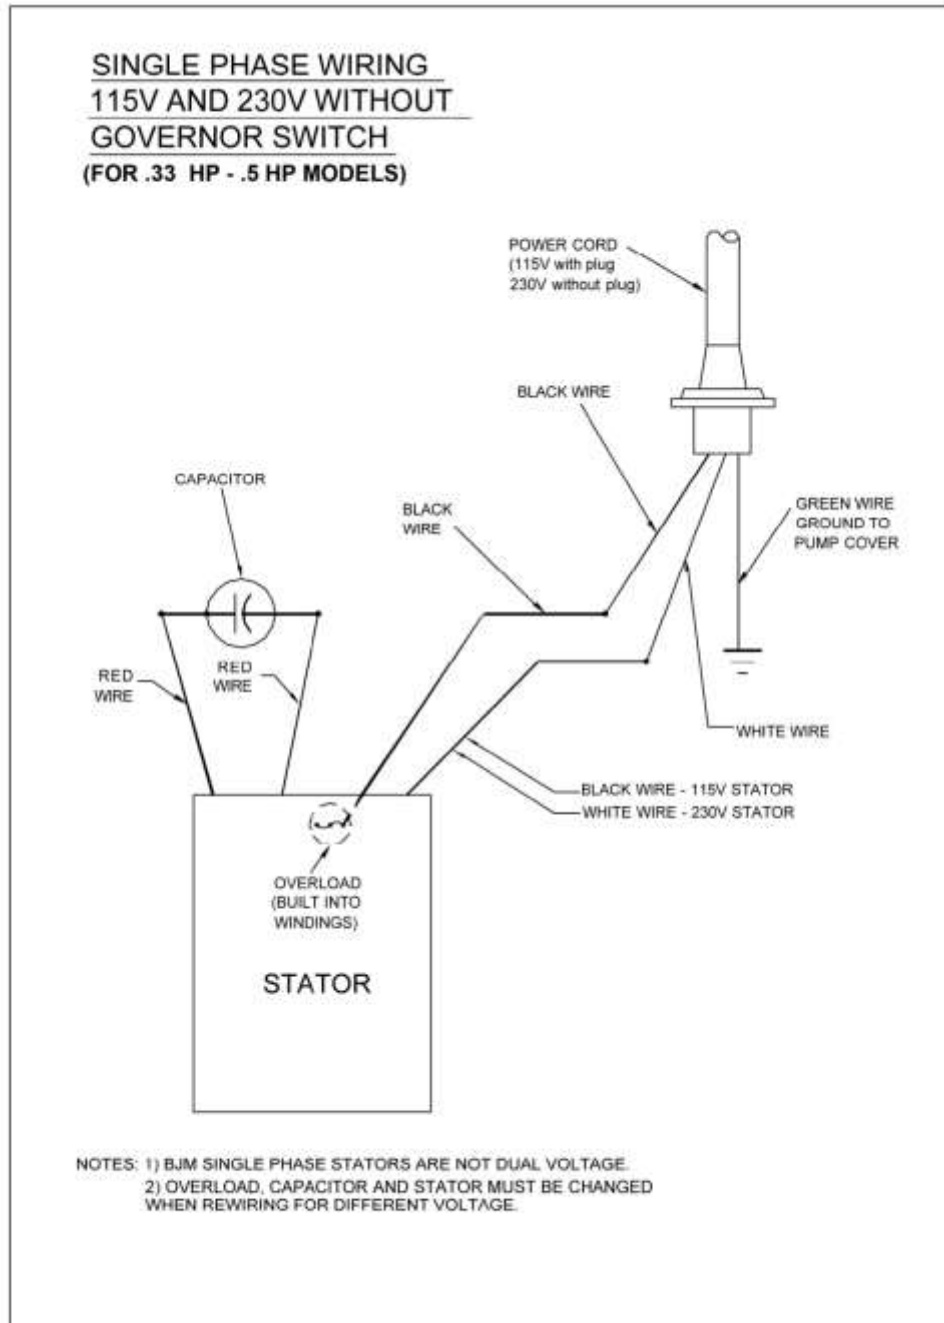 SINGLE PHASE WIRING
115V AND 230V WITHOUT
GOVERNOR SWITCH
(FOR .33 HP - .5 HP MODELS)
POWER CORD
(115V with plug
230V without plug)
BLACK WIRE
CAPACITOR
BLACK
WIRE
GREEN WIRE
GROUND TO
PUMP COVER
RED
WIRE
RED
WIRE
WHITE WIRE
BLACK WIRE - 115V STATOR
WHITE WIRE - 230V STATOR
OVERLOAD
(BUILT INTO
WINDINGS)
STATOR
NOTES: 1) BJM SINGLE PHASE STATORS ARE NOT DUAL VOLTAGE.
2) OVERLOAD, CAPACITOR AND STATOR MUST BE CHANGED
WHEN REWIRING FOR DIFFERENT VOLTAGE.